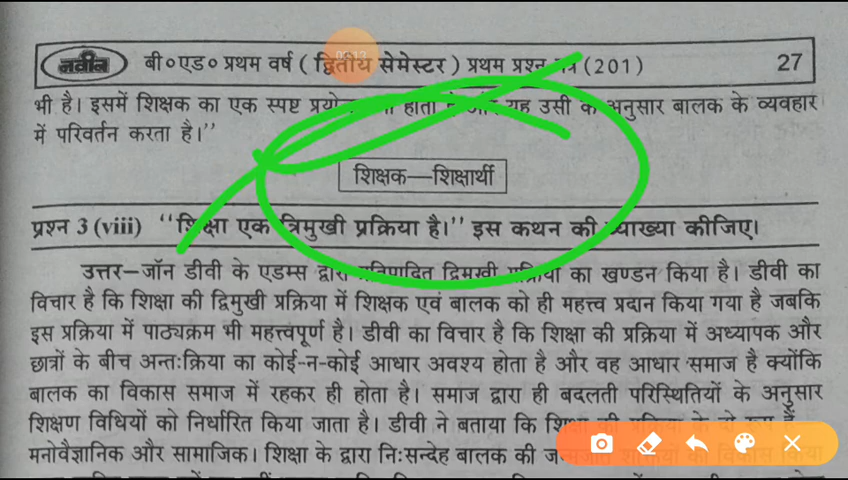 नवीन बी०एड० प्रथम वर्ष ( द्वितीय सेमेस्टर ) प्रथम प्रश्न (201) 27
भी है। इसमें शिक्षक का एक स्पष्ट होता और यह उसी के अनुसार बालक के व्यवहार
में परिवर्तन करता है।"
शिक्षक—शिक्षार्थी
प्रश्न 3 (viii) "शिक्षा एक त्रिमुखी प्रक्रिया है।" इस कथन की व्याख्या कीजिए।
उत्तर–जॉन डीवी के एडम्स द्वारा प्रतिपादित द्विमुखी प्रक्रिया का खण्डन किया है। डीवी का
विचार है कि शिक्षा की द्विमुखी प्रक्रिया में शिक्षक एवं बालक को ही महत्त्व प्रदान किया गया है जबकि
इस प्रक्रिया में पाठ्यक्रम भी महत्त्वपूर्ण है। डीवी का विचार है कि शिक्षा की प्रक्रिया में अध्यापक और
छात्रों के बीच अन्तःक्रिया का कोई-न-कोई आधार अवश्य होता है और वह आधार समाज है क्योंकि
बालक का विकास समाज में रहकर ही होता है। समाज द्वारा ही बदलती परिस्थितियों के अनुसार
शिक्षण विधियों को निर्धारित किया जाता है। डीवी ने बताया कि शिक्षा की प्रक्रिया के दो रूप हैं–
मनोवैज्ञानिक और सामाजिक। शिक्षा के द्वारा निःसन्देह बालक की